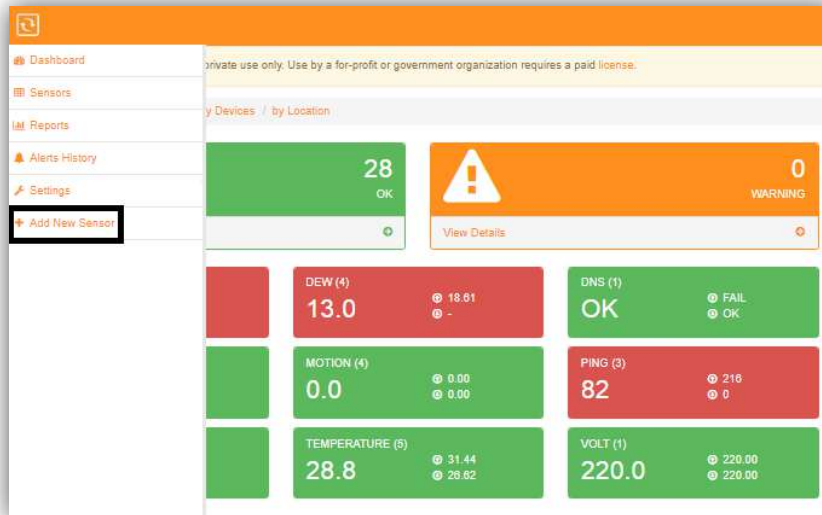 private use only. Use by a for-profit or government organization requires a paid license.
Dashboard
Sensors
Reports
Alerts History
Settings
Add New Sensor
by Devices / by Location
28
OK
0
WARNING
View Details
DEW (4)
13.0
18.61
-
DNS (1)
OK
FAIL
OK
MOTION (4)
0.0
0.00
0.00
PING (3)
82
216
0
TEMPERATURE (5)
28.8
31.44
26.62
VOLT (1)
220.0
220.00
220.00